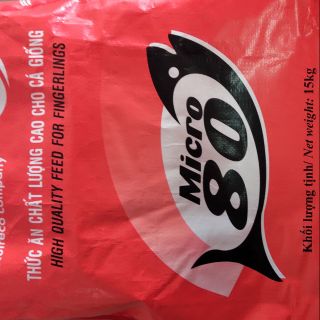 Company
THỨC ĂN CHẤT LƯỢNG CAO CHO CÁ GIỐNG
HIGH QUALITY FEED FOR FINGERLINGS
Micro
80
Khối lượng tịnh/ Net weight: 15kg